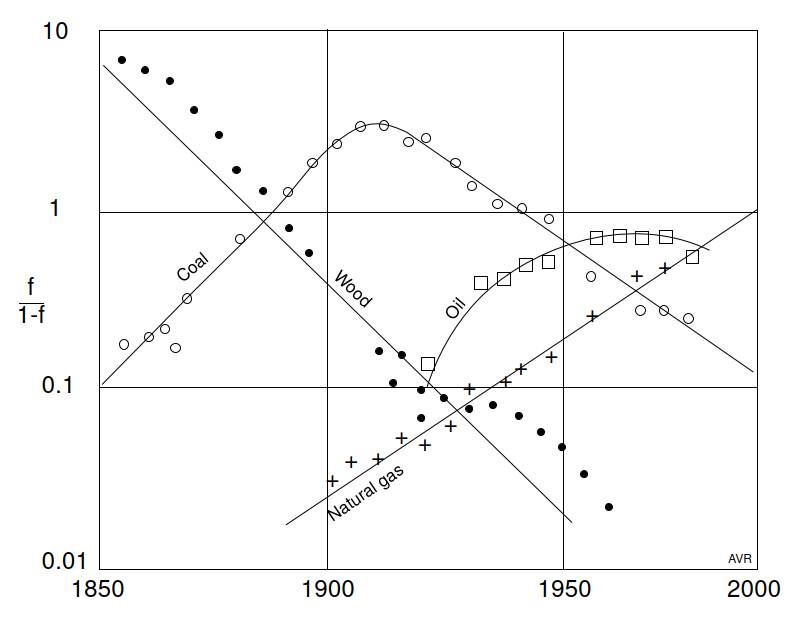 10
1
f
1-f
0.1
0.01
Coal
Wood
Oil
Natural gas
AVR
1850
1900
1950
2000